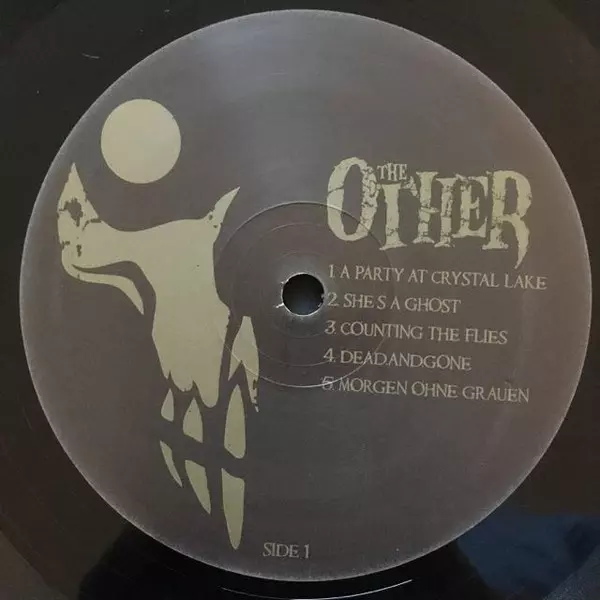 THE
OTHER
1. A PARTY AT CRYSTAL LAKE
2. SHE S A GHOST
3. COUNTING THE FLIES
4. DEADANDGONE
5. MORGEN OHNE GRAUEN
SIDE 1